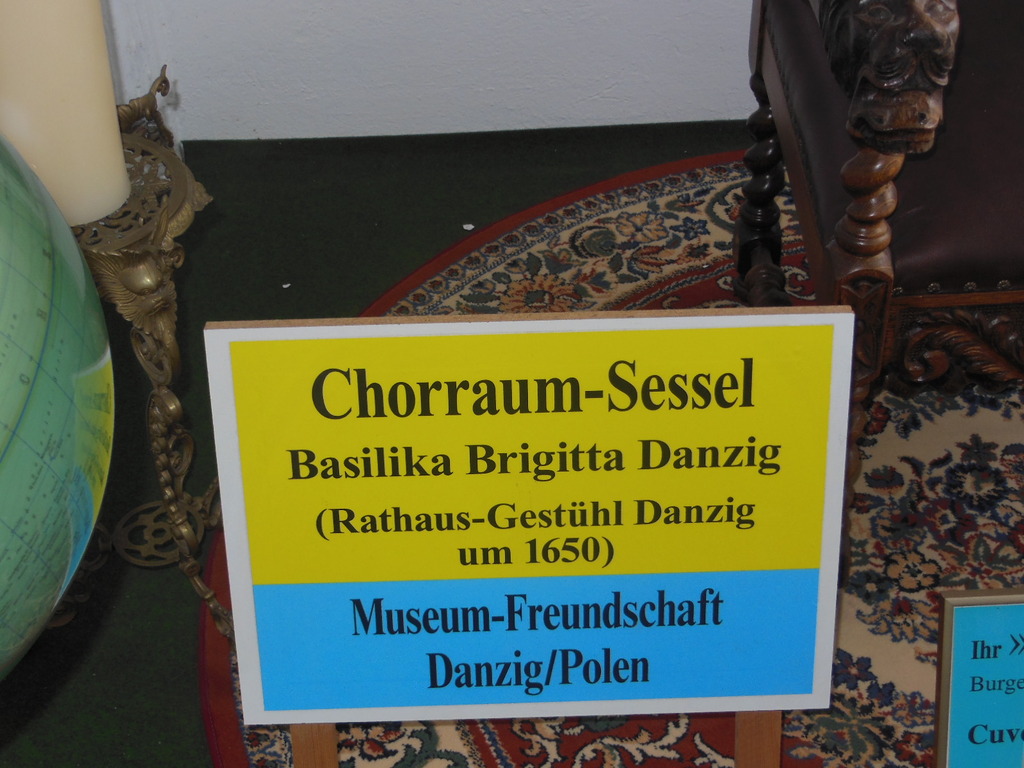 Chorraum-Sessel
Basilika Brigitta Danzig
(Rathaus-Gestühl Danzig
um 1650)
Museum-Freundschaft
Danzig/Polen
Ihr »